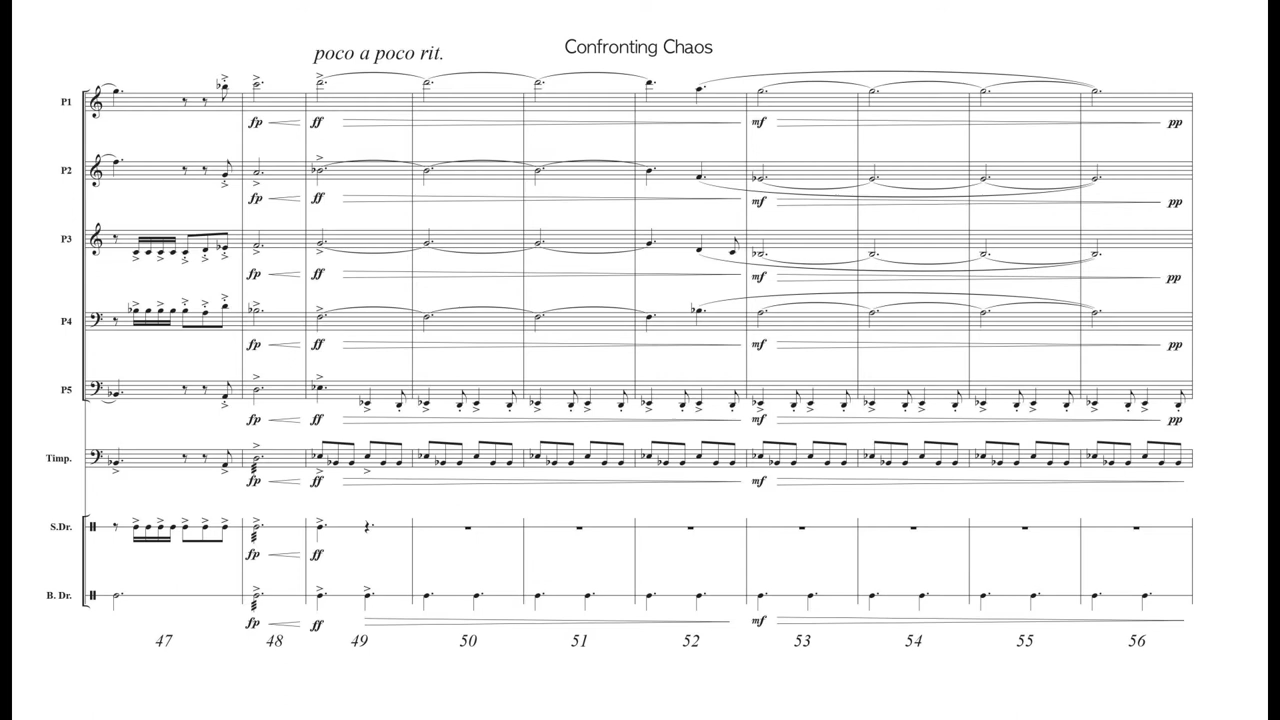 Confronting Chaos
poco a poco rit.
P1
fp ff mf pp
P2
fp ff mf pp
P3
fp ff mf pp
P4
fp ff mf pp
P5
fp ff mf pp
Timp.
fp ff mf
S.Dr.
fp ff
B. Dr.
fp ff mf
47 48 49 50 51 52 53 54 55 56